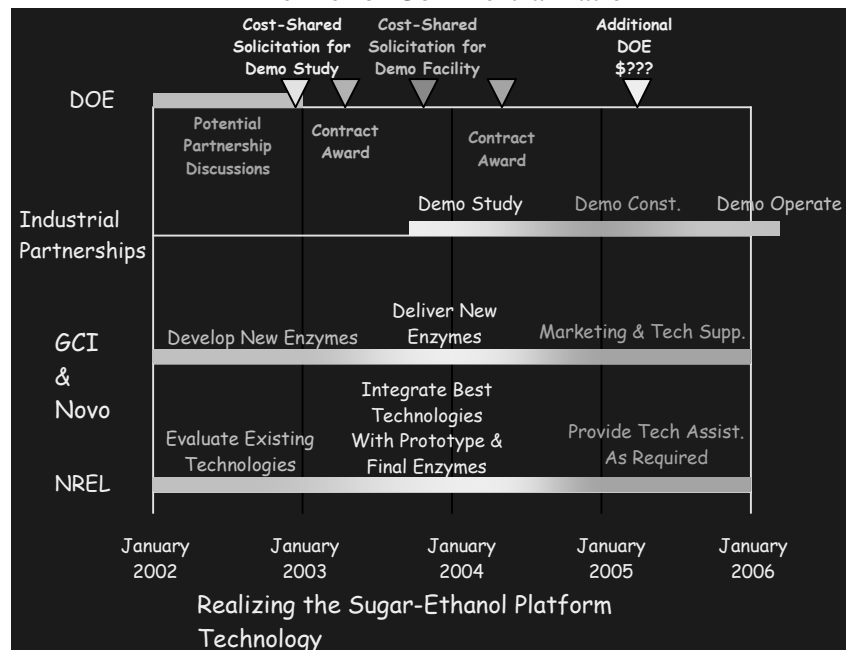 Cost-Shared
Solicitation for
Demo Study
Cost-Shared
Solicitation for
Demo Facility
Additional
DOE
$???
DOE
Potential
Partnership
Discussions
Contract
Award
Contract
Award
Industrial
Partnerships
Demo Study
Demo Const.
Demo Operate
GCI
&
Novo
Develop New Enzymes
Deliver New
Enzymes
Marketing & Tech Supp.
NREL
Evaluate Existing
Technologies
Integrate Best
Technologies
With Prototype &
Final Enzymes
Provide Tech Assist.
As Required
January
2002
January
2003
January
2004
January
2005
January
2006
Realizing the Sugar-Ethanol Platform
Technology